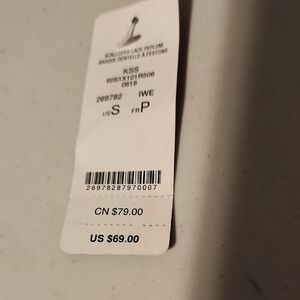 SCALLOPED LACE PEPLUM
BASQUE DENTELLE A FESTONS
KSS
60S1X101R506
0618
269782 IWE
US S FR P
26978287970007
CN $79.00
US $69.00